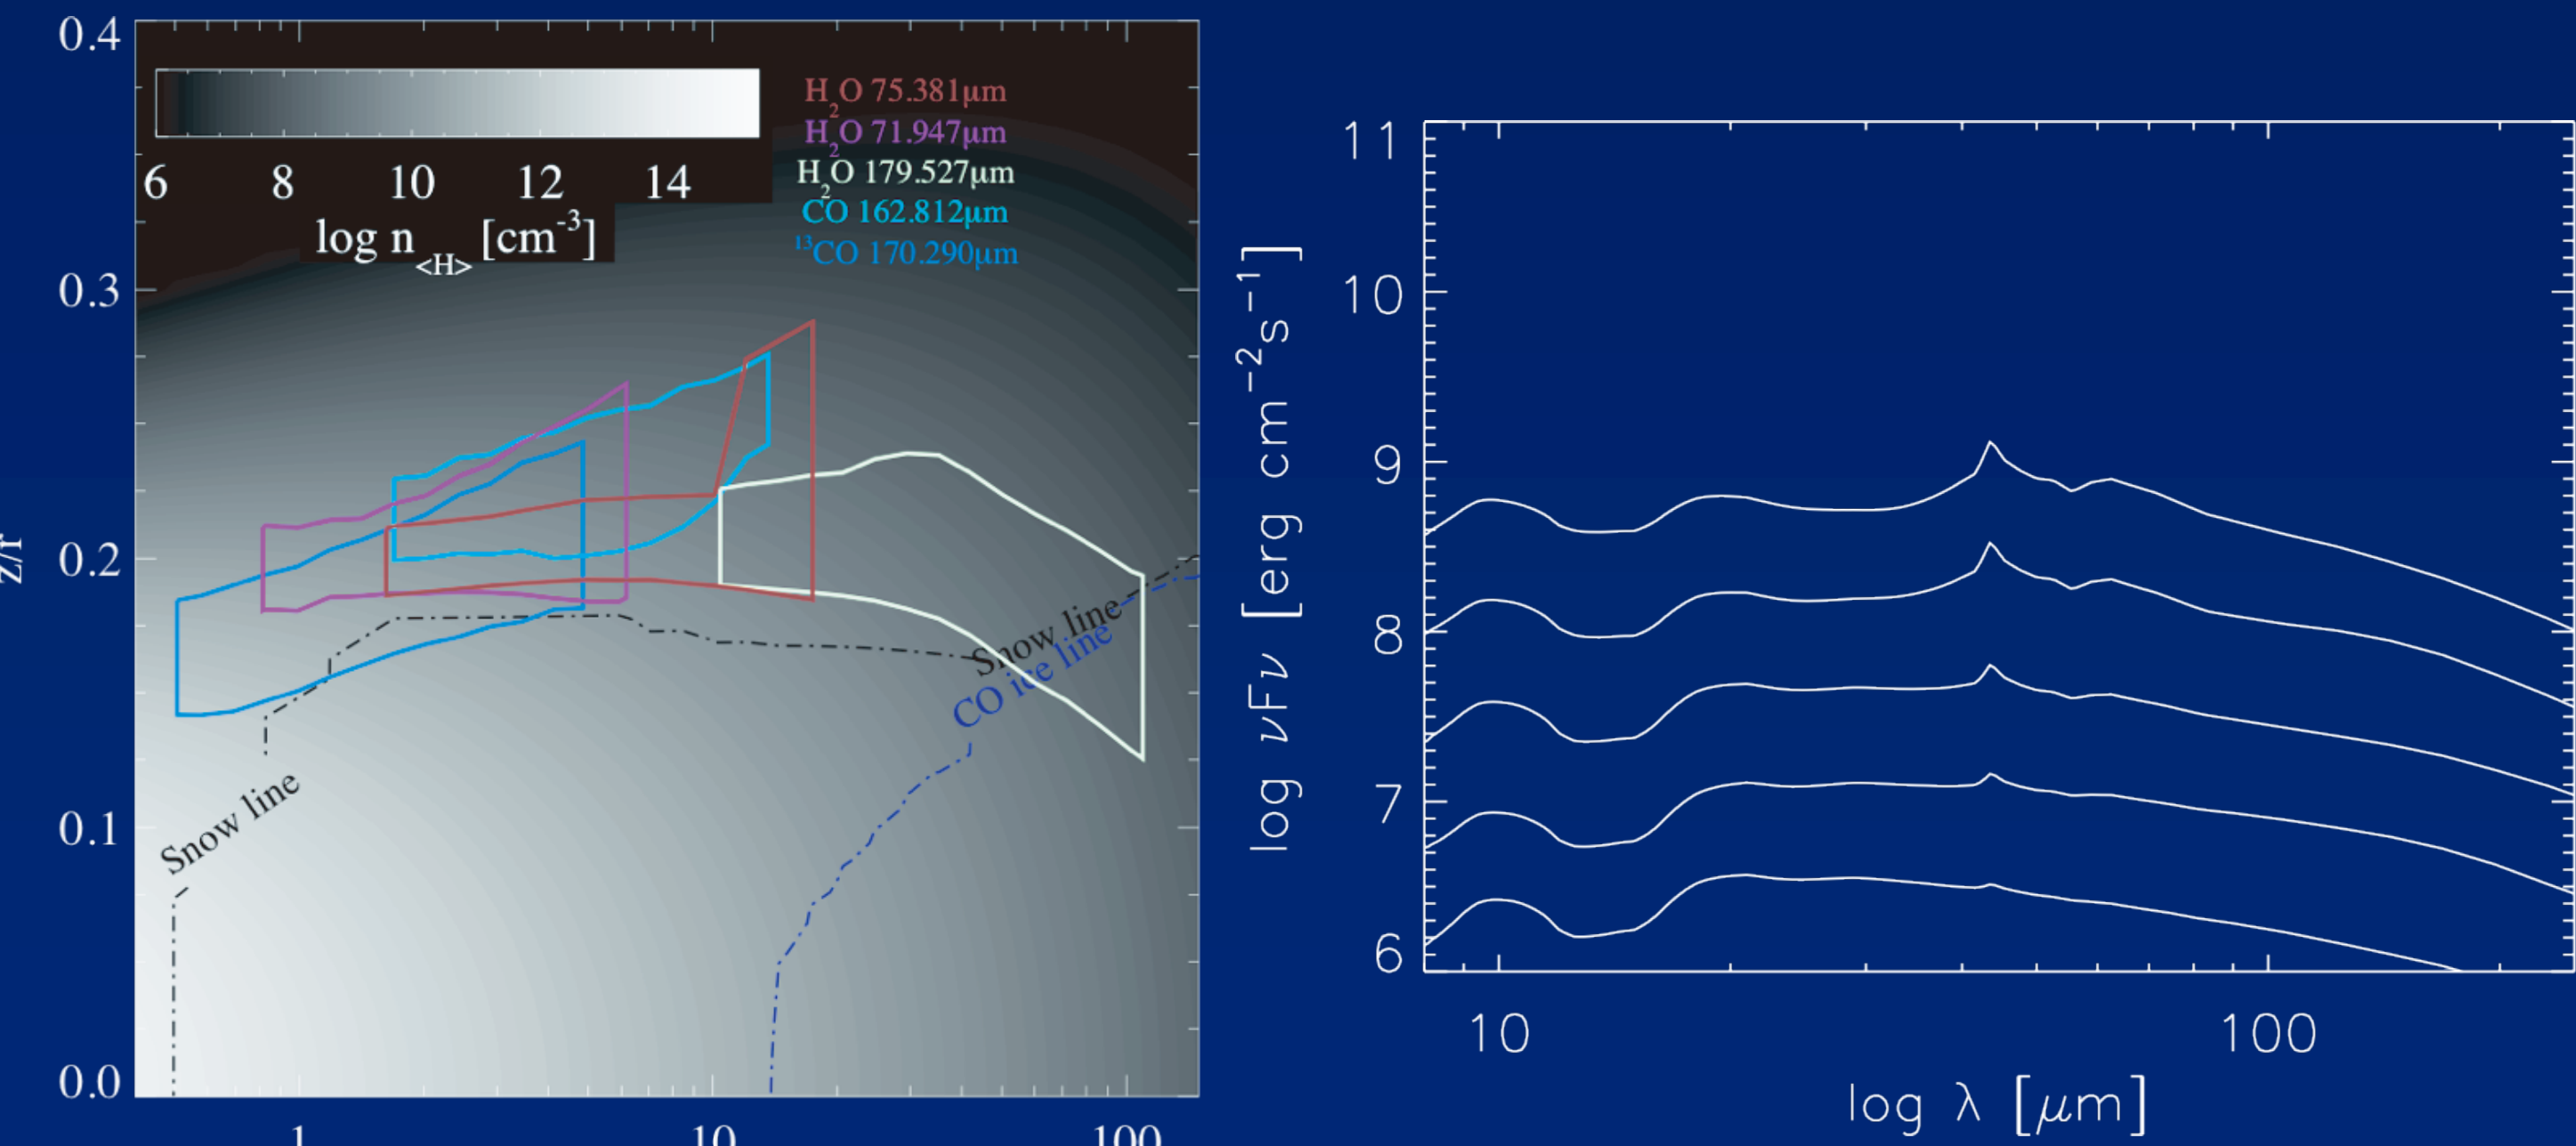 0.4
0.3
0.2
0.1
0.0
z/r
6 8 10 12 14
log n<H> [cm-3]
H2O 75.381μm
H2O 71.947μm
H2O 179.527μm
CO 162.812μm
13CO 170.290μm
Snow line
CO ice line
Snow line
1 10 100
11
10
9
8
7
6
log νFν [erg cm−2s−1]
10 100
log λ [μm]